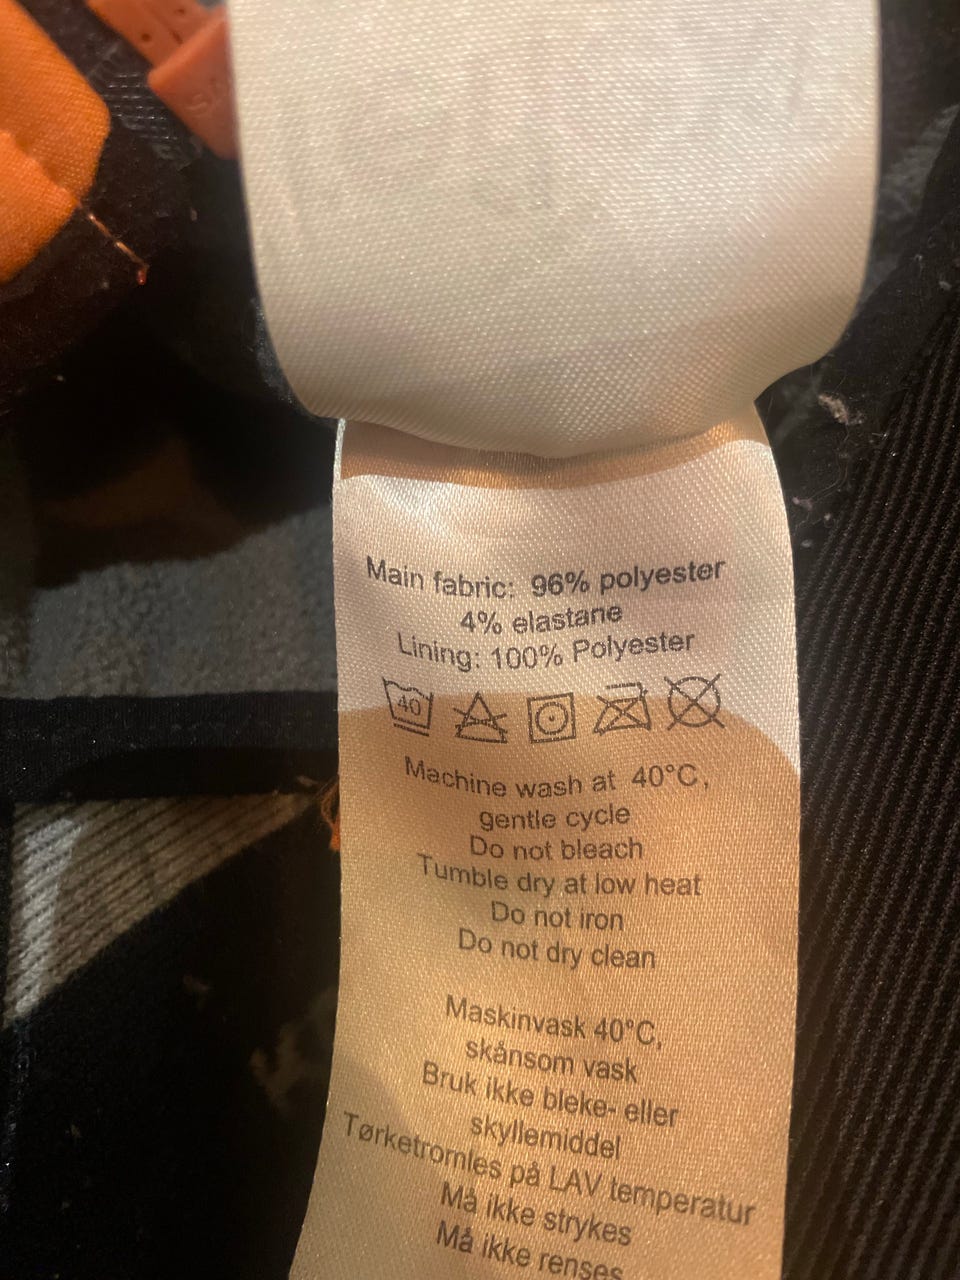 Main fabric: 96% polyester
4% elastane
Lining: 100% Polyester
40
Machine wash at 40°C,
gentle cycle
Do not bleach
Tumble dry at low heat
Do not iron
Do not dry clean
Maskinvask 40°C,
skånsom vask
Bruk ikke bleke- eller
skyllemiddel
Tørketromles på LAV temperatur
Må ikke strykes
Må ikke renses